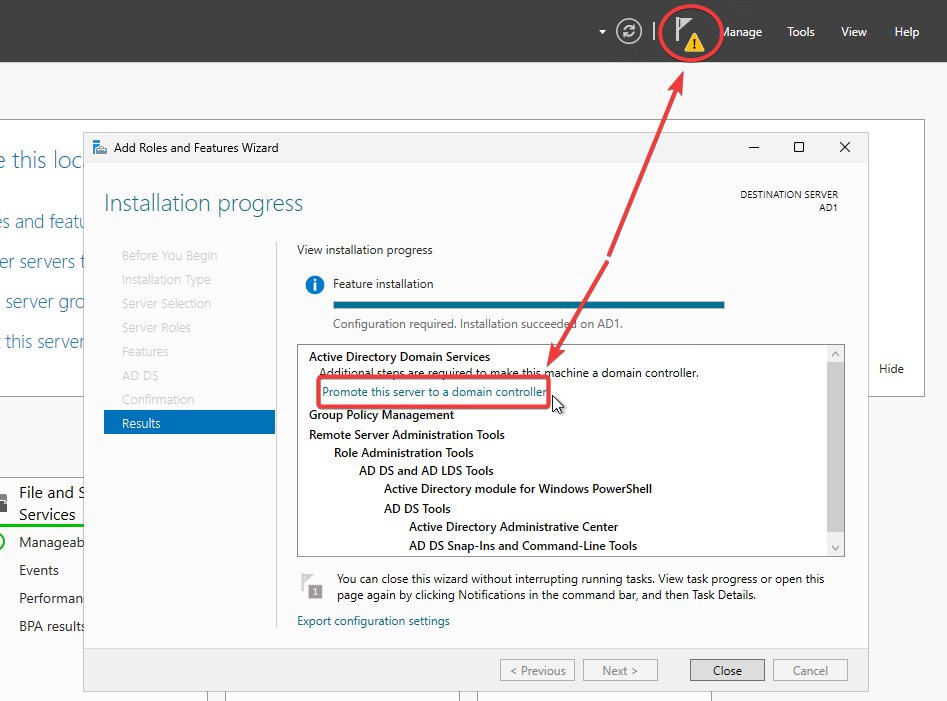 Manage Tools View Help
Add Roles and Features Wizard
e this loc
Installation progress
DESTINATION SERVER
AD1
es and featu
er servers t
server gro
this server
Before You Begin
Installation Type
Server Selection
Server Roles
Features
AD DS
Confirmation
Results
View installation progress
Feature installation
Configuration required. Installation succeeded on AD1.
Active Directory Domain Services
Additional steps are required to make this machine a domain controller.
Promote this server to a domain controller
Group Policy Management
Remote Server Administration Tools
Role Administration Tools
AD DS and AD LDS Tools
Active Directory module for Windows PowerShell
AD DS Tools
Active Directory Administrative Center
AD DS Snap-Ins and Command-Line Tools
Hide
File and S
Services
Manageab
Events
Performan
BPA results
1
You can close this wizard without interrupting running tasks. View task progress or open this
page again by clicking Notifications in the command bar, and then Task Details.
Export configuration settings
< Previous
Next >
Close
Cancel